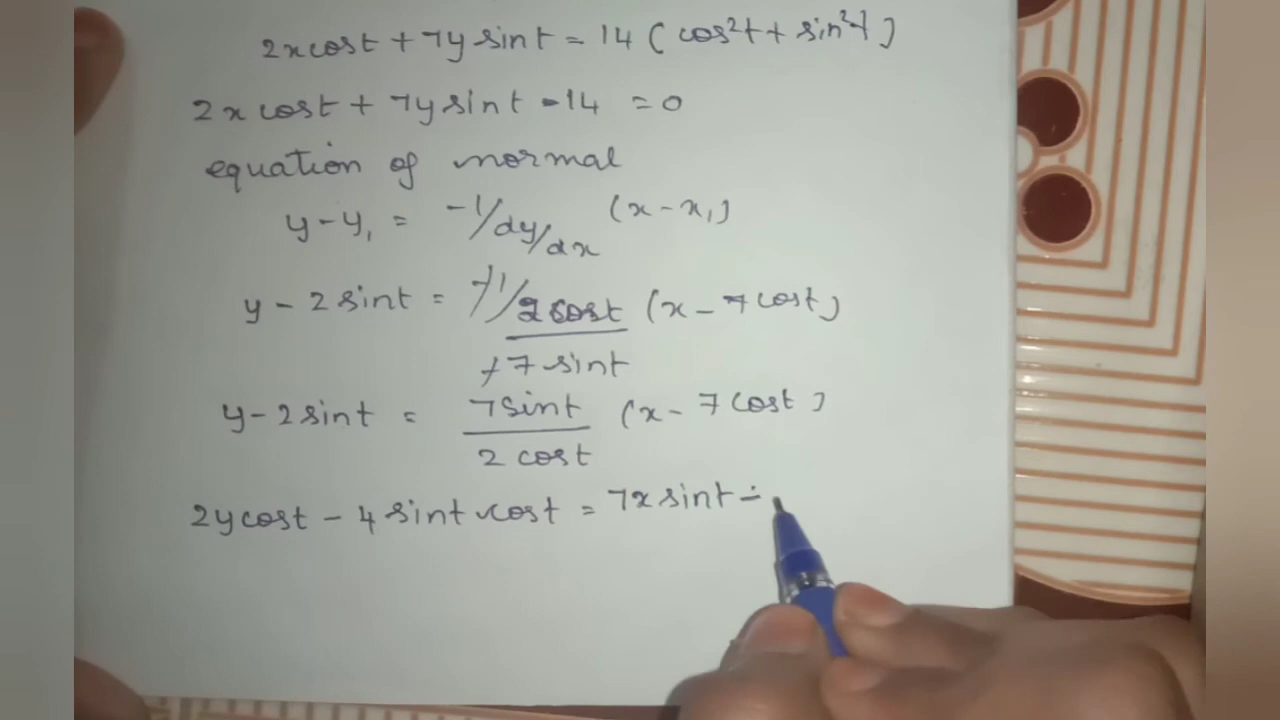 2x cost + 7y sint = 14 ( cos²t + sin²t )
2x cost + 7y sint - 14 = 0
equation of normal
y - y₁ = -1/dy/dx (x - x₁)
y - 2 sint = -1/2 cost (x - 7 cost)
+7 sint
y - 2 sint = 7 sint (x - 7 cost)
2 cost
2y cost - 4 sint cost = 7x sint -